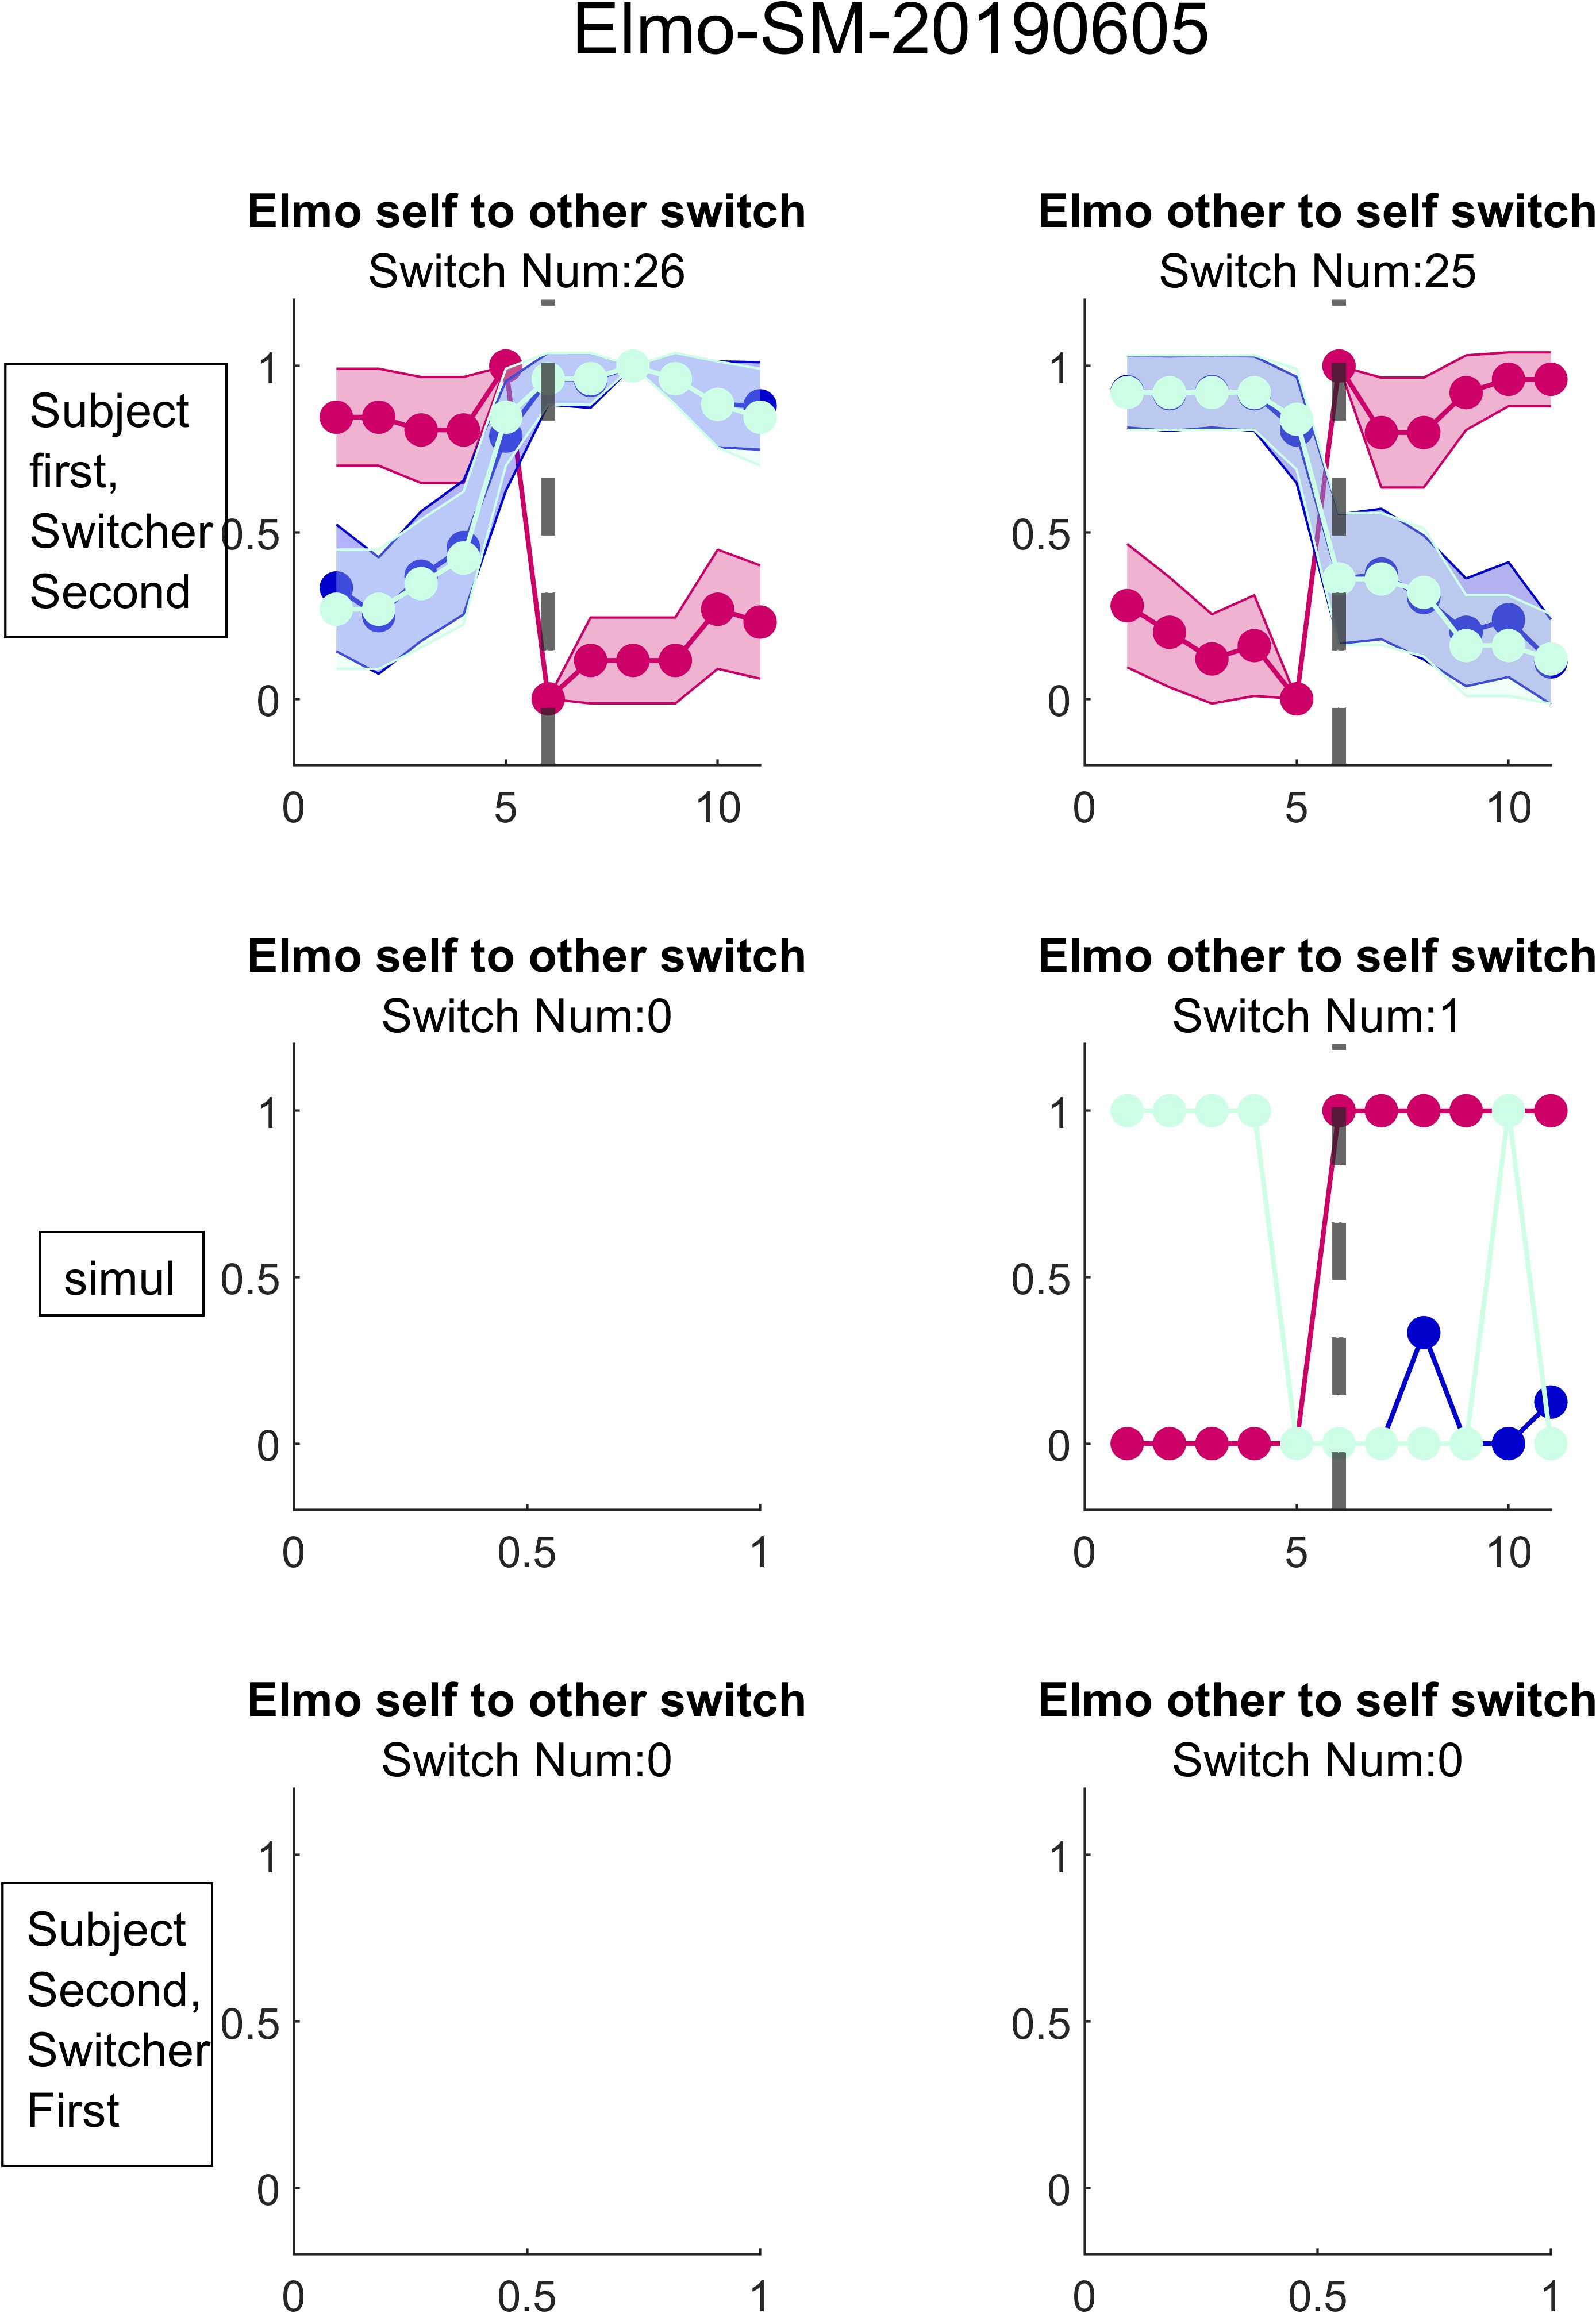 Elmo-SM-20190605
Elmo self to other switch
Switch Num:26
Elmo other to self switch
Switch Num:25
Subject
first,
Switcher
Second
1
0.5
0
0
5
10
1
0.5
0
0
5
10
Elmo self to other switch
Switch Num:0
Elmo other to self switch
Switch Num:1
simul
1
0.5
0
0
0.5
1
1
0.5
0
0
5
10
Elmo self to other switch
Switch Num:0
Elmo other to self switch
Switch Num:0
Subject
Second,
Switcher
First
1
0.5
0
0
0.5
1
1
0.5
0
0
0.5
1